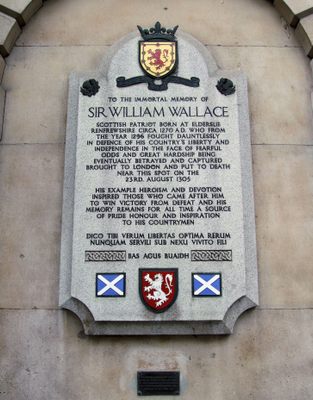 TO THE IMMORTAL MEMORY OF
SIR WILLIAM WALLACE
SCOTTISH PATRIOT BORN AT ELDERSLIE
RENFREWSHIRE CIRCA 1270 A.D. WHO FROM
THE YEAR 1296 FOUGHT DAUNTLESSLY
IN DEFENCE OF HIS COUNTRY'S LIBERTY AND
INDEPENDENCE IN THE FACE OF FEARFUL
ODDS AND GREAT HARDSHIP BEING
EVENTUALLY BETRAYED AND CAPTURED
BROUGHT TO LONDON AND PUT TO DEATH
NEAR THIS SPOT ON THE
23RD. AUGUST 1305
HIS EXAMPLE HEROISM AND DEVOTION
INSPIRED THOSE WHO CAME AFTER HIM
TO WIN VICTORY FROM DEFEAT AND HIS
MEMORY REMAINS FOR ALL TIME A SOURCE
OF PRIDE HONOUR AND INSPIRATION
TO HIS COUNTRYMEN
DICO TIBI VERUM LIBERTAS OPTIMA RERUM
NUNQUAM SERVILI SUB NEXU VIVITO FILI
BAS AGUS BUAIDH